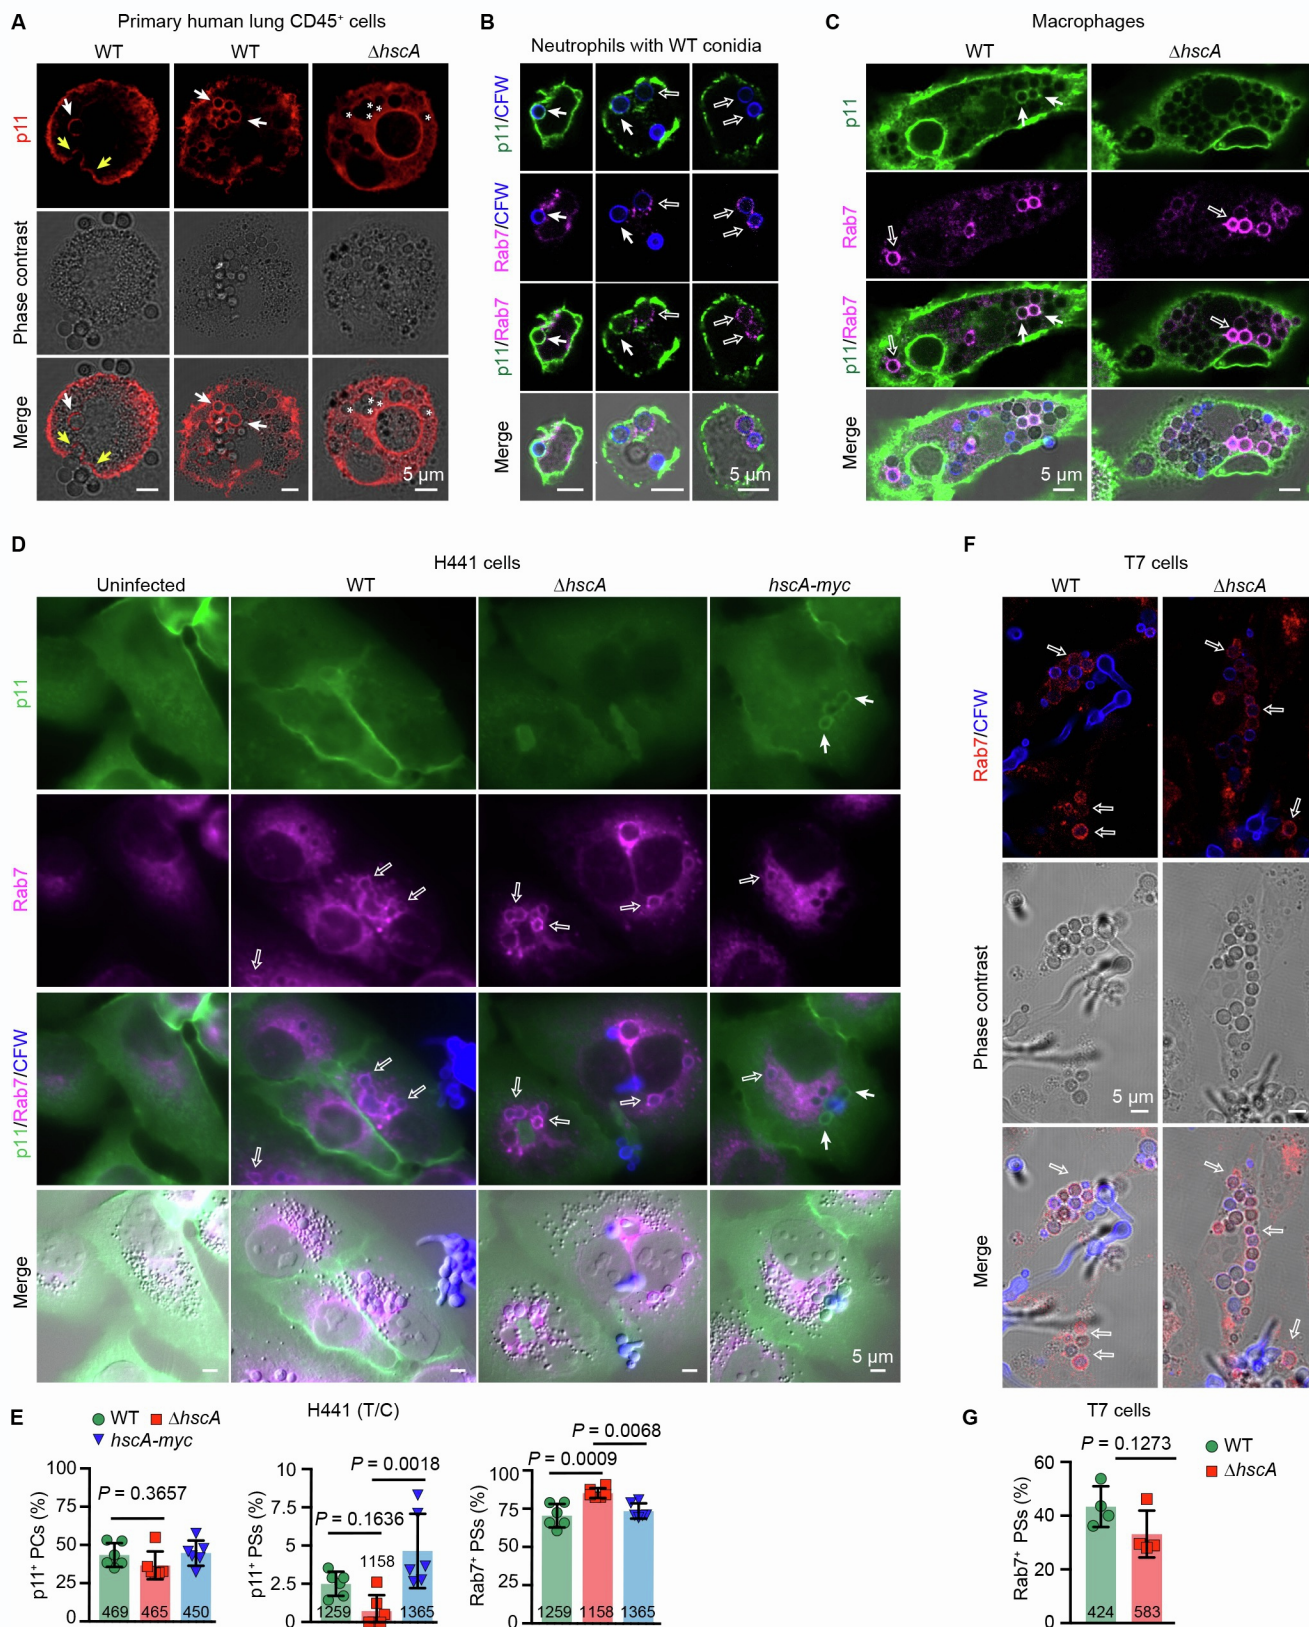 A
Primary human lung CD45⁺ cells
WT
WT
ΔhscA
p11
Phase contrast
Merge
5 µm
B
Neutrophils with WT conidia
p11/CFW
Rab7/CFW
p11/Rab7
Merge
5 µm
C
Macrophages
WT
ΔhscA
p11
Rab7
p11/Rab7
Merge
5 µm
D
H441 cells
Uninfected
WT
ΔhscA
hscA-myc
p11
Rab7
p11/Rab7/CFW
Merge
5 µm
F
T7 cells
WT
ΔhscA
Rab7/CFW
Phase contrast
5 µm
Merge
E
H441 (T/C)
WT
ΔhscA
hscA-myc
p11⁺ PCs (%)
100
75
50
25
0
P = 0.3657
469
465
450
p11⁺ PSs (%)
10
7.5
5
2.5
0
P = 0.0018
P = 0.1636
1158
1259
1365
Rab7⁺ PSs (%)
100
75
50
25
0
P = 0.0068
P = 0.0009
1259
1158
1365
G
T7 cells
WT
ΔhscA
Rab7⁺ PSs (%)
60
40
20
0
P = 0.1273
424
583